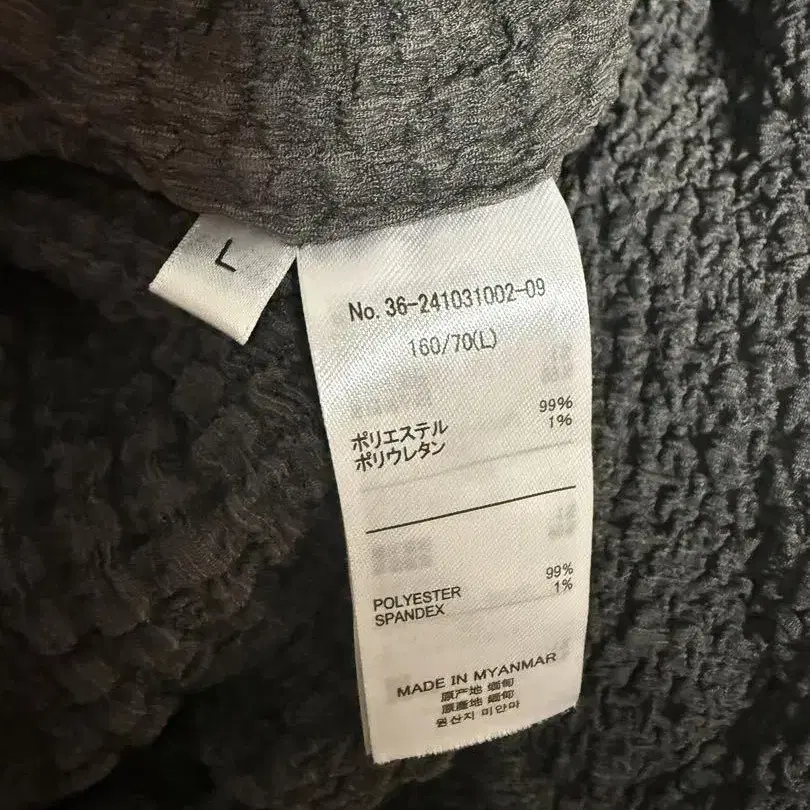 L
No. 36-241031002-09
160/70(L)
ポリエステル 99%
ポリウレタン 1%
POLYESTER 99%
SPANDEX 1%
MADE IN MYANMAR
原产地 缅甸
原產地 緬甸
원산지 미얀마